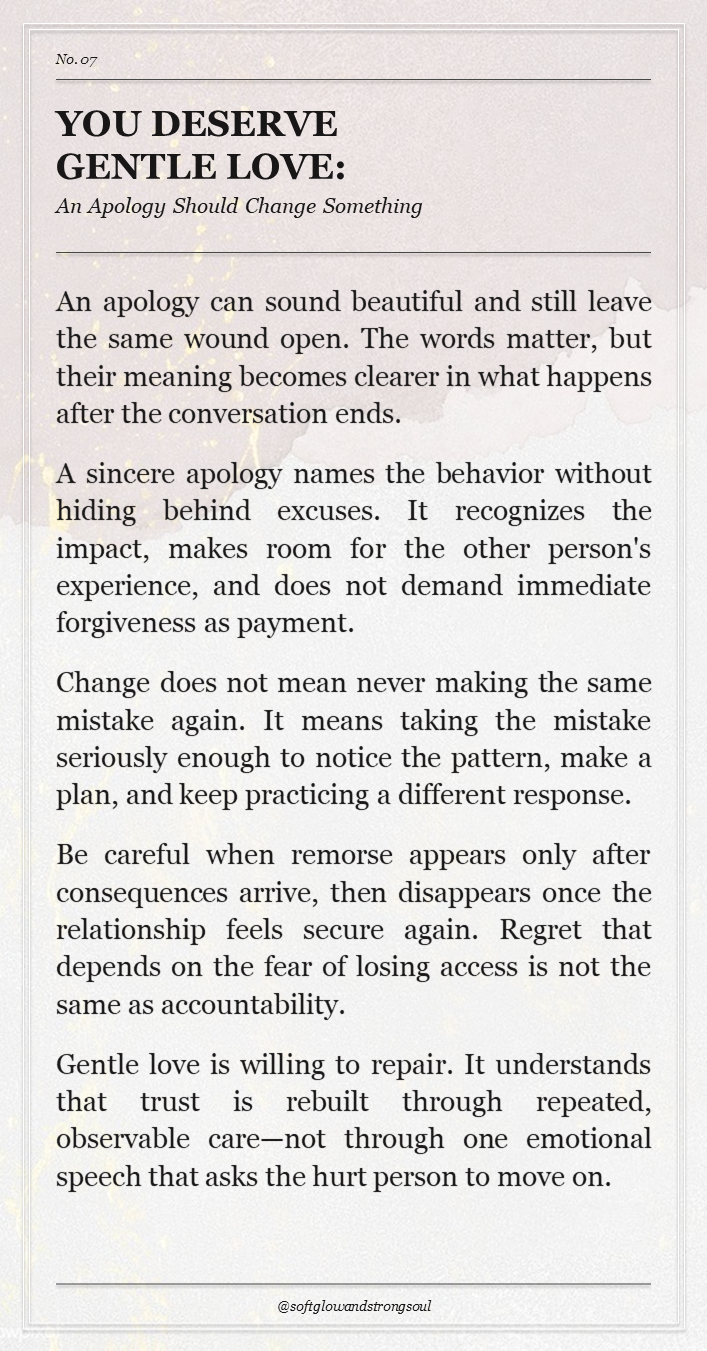 No. 07
YOU DESERVE
GENTLE LOVE:
An Apology Should Change Something
An apology can sound beautiful and still leave
the same wound open. The words matter, but
their meaning becomes clearer in what happens
after the conversation ends.
A sincere apology names the behavior without
hiding behind excuses. It recognizes the
impact, makes room for the other person's
experience, and does not demand immediate
forgiveness as payment.
Change does not mean never making the same
mistake again. It means taking the mistake
seriously enough to notice the pattern, make a
plan, and keep practicing a different response.
Be careful when remorse appears only after
consequences arrive, then disappears once the
relationship feels secure again. Regret that
depends on the fear of losing access is not the
same as accountability.
Gentle love is willing to repair. It understands
that trust is rebuilt through repeated,
observable care—not through one emotional
speech that asks the hurt person to move on.
@softglowandstrongsoul